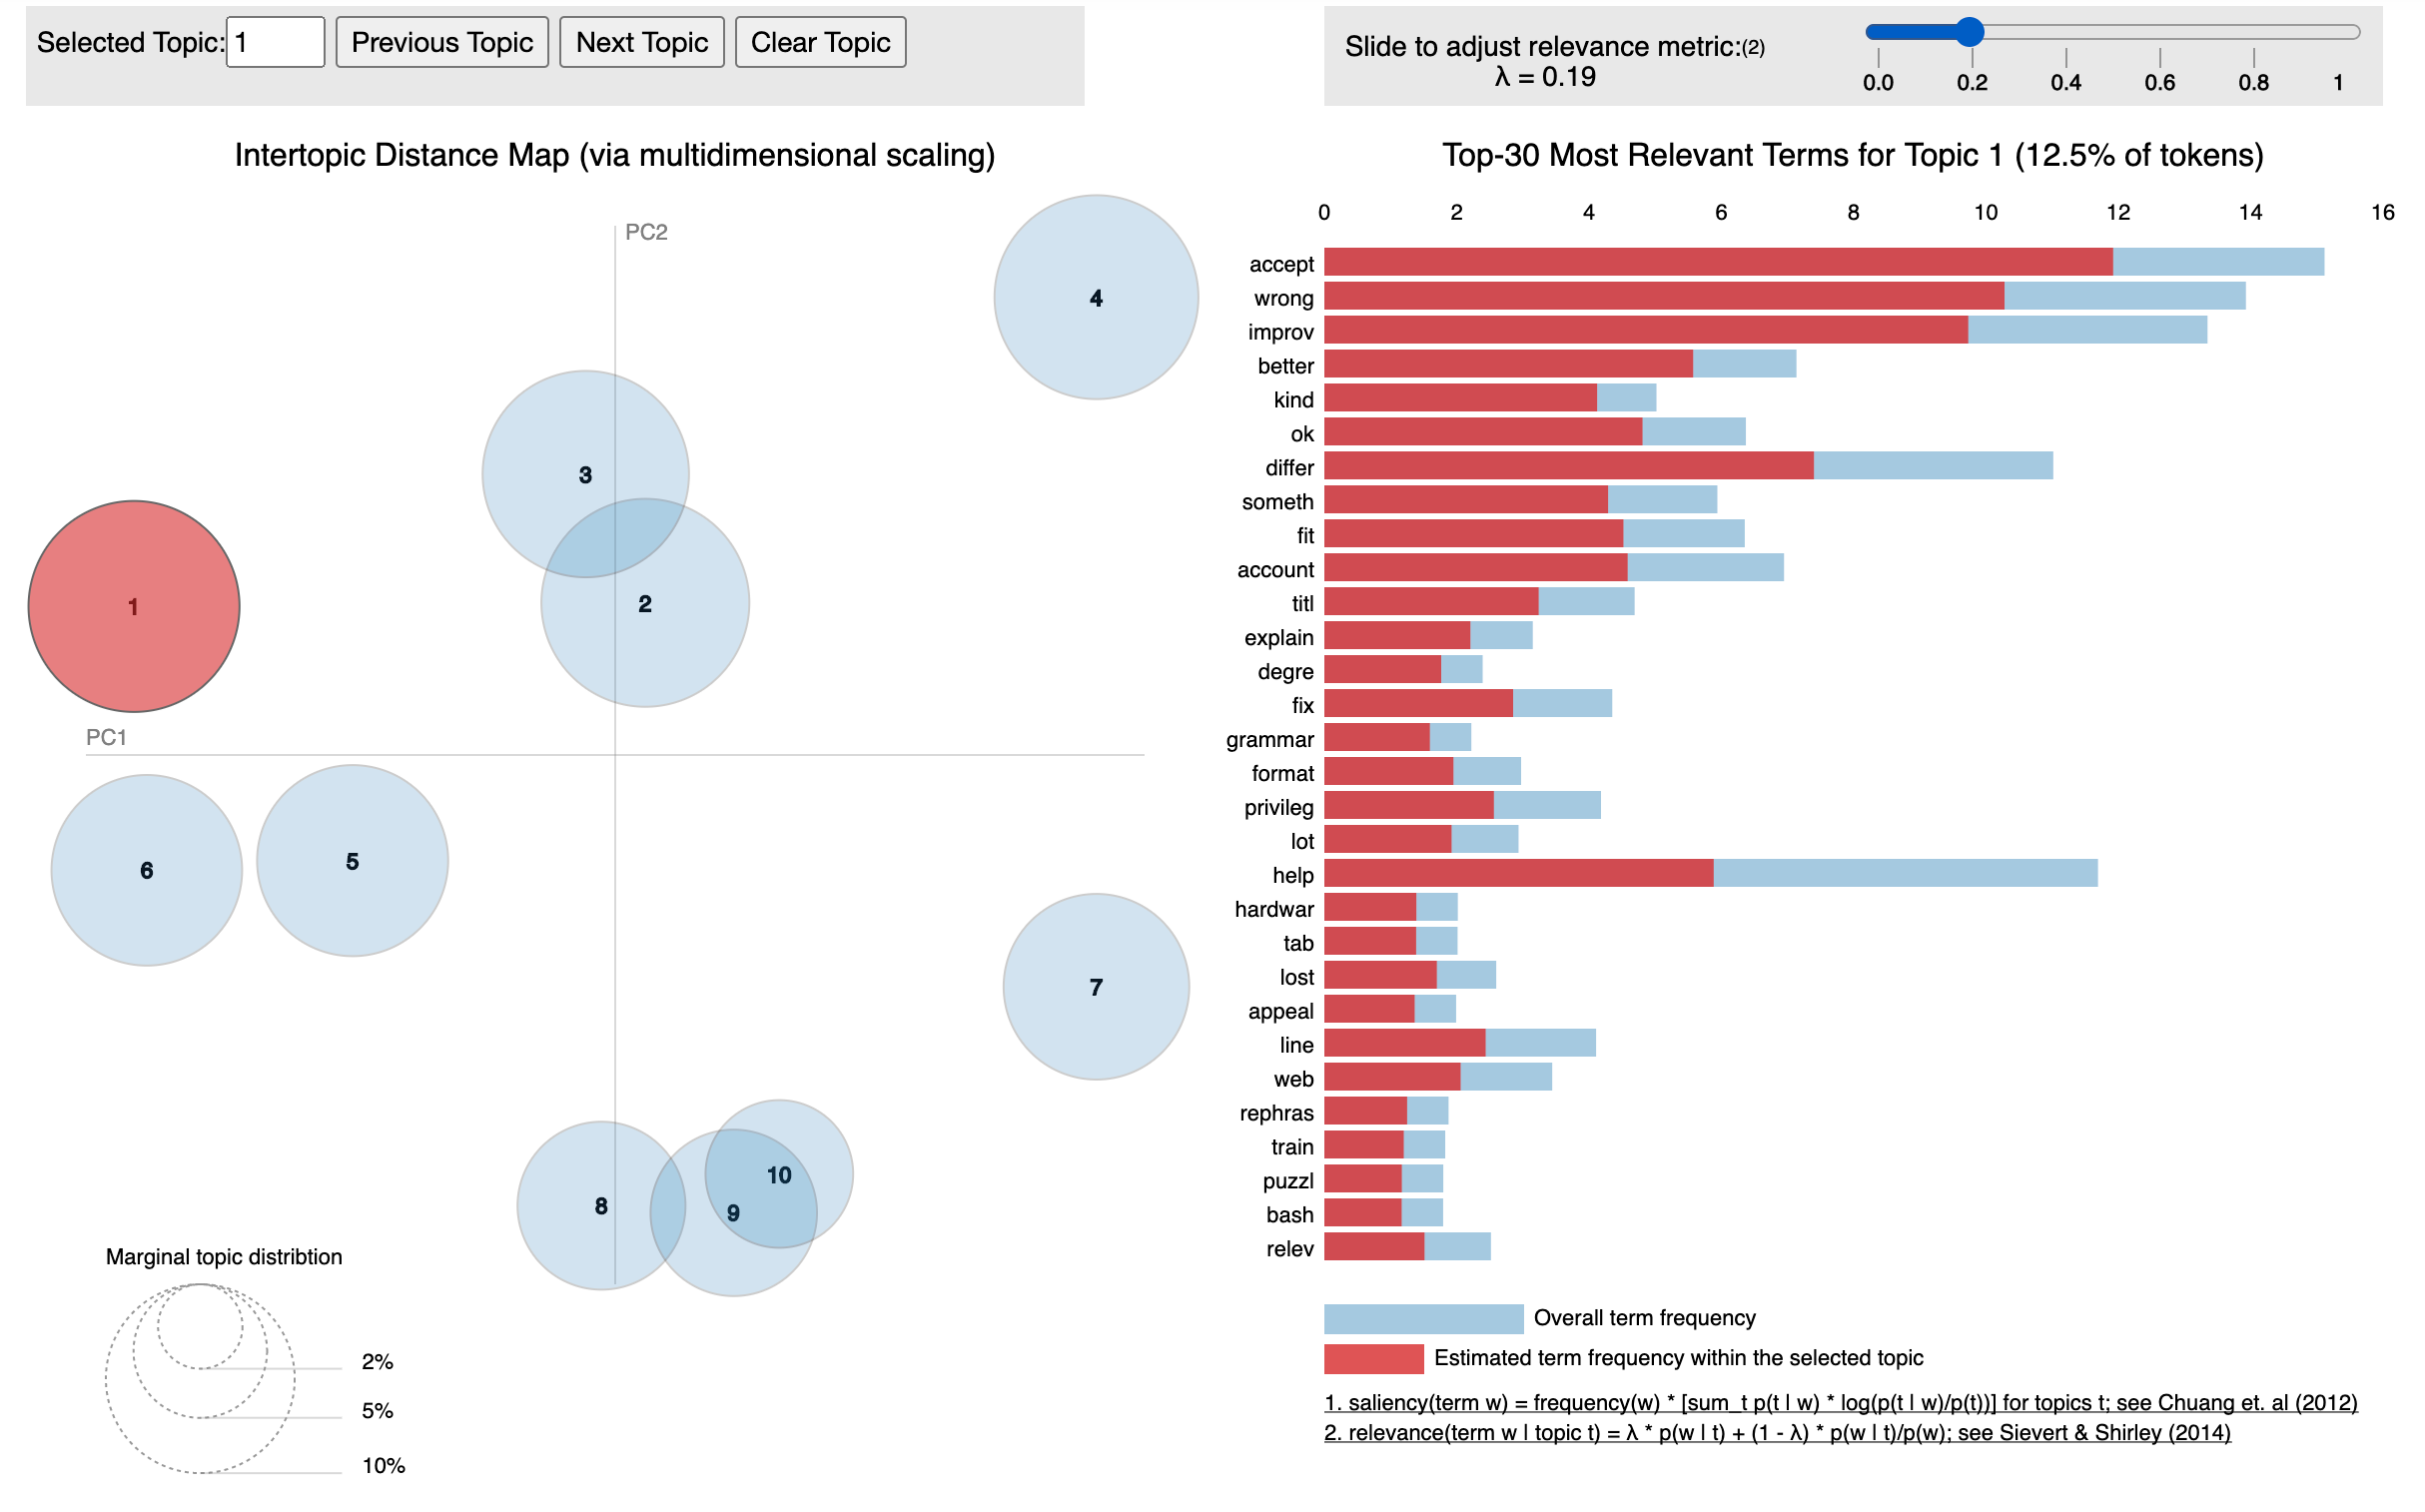 Selected Topic: 1 Previous Topic Next Topic Clear Topic
Slide to adjust relevance metric:(2)
λ = 0.19
0.0 0.2 0.4 0.6 0.8 1
Intertopic Distance Map (via multidimensional scaling)
PC2
4
3
1
2
PC1
6
5
7
10
8
9
Marginal topic distribtion
2%
5%
10%
Top-30 Most Relevant Terms for Topic 1 (12.5% of tokens)
0 2 4 6 8 10 12 14 16
accept
wrong
improv
better
kind
ok
differ
someth
fit
account
titl
explain
degre
fix
grammar
format
privileg
lot
help
hardwar
tab
lost
appeal
line
web
rephras
train
puzzl
bash
relev
Overall term frequency
Estimated term frequency within the selected topic
1. saliency(term w) = frequency(w) * [sum_t p(t | w) * log(p(t | w)/p(t))] for topics t; see Chuang et. al (2012)
2. relevance(term w | topic t) = λ * p(w | t) + (1 - λ) * p(w | t)/p(w); see Sievert & Shirley (2014)